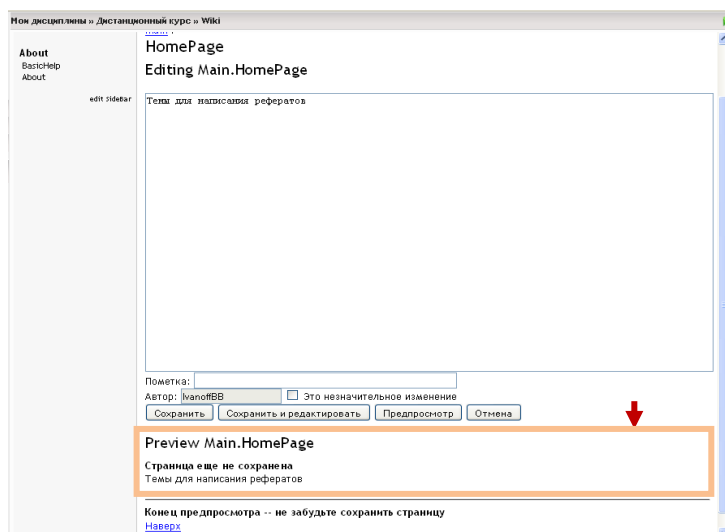 Мои дисциплины » Дистанционный курс » Wiki
About
BasicHelp
About
edit SideBar
Main /
HomePage
Editing Main.HomePage
Темы для написания рефератов
Пометка:
Автор: IvanoffBB Это незначительное изменение
Сохранить Сохранить и редактировать Предпросмотр Отмена
Preview Main.HomePage
Страница еще не сохранена
Темы для написания рефератов
Конец предпросмотра -- не забудьте сохранить страницу
Наверх